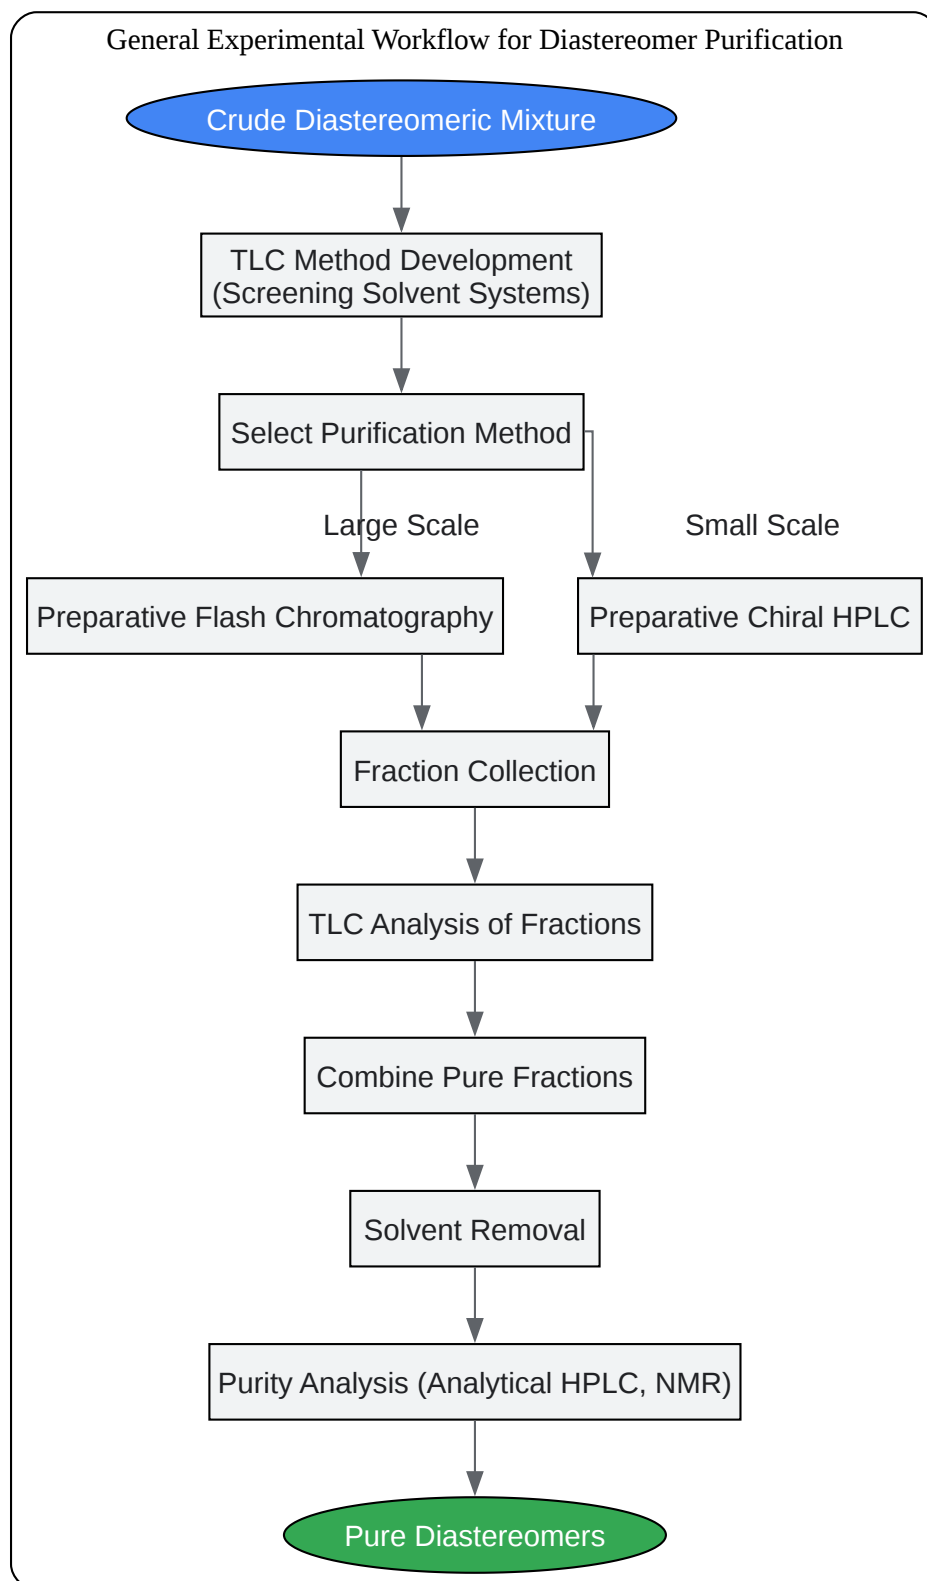 General Experimental Workflow for Diastereomer Purification
Crude Diastereomeric Mixture
TLC Method Development
(Screening Solvent Systems)
Select Purification Method
Large Scale
Small Scale
Preparative Flash Chromatography
Preparative Chiral HPLC
Fraction Collection
TLC Analysis of Fractions
Combine Pure Fractions
Solvent Removal
Purity Analysis (Analytical HPLC, NMR)
Pure Diastereomers